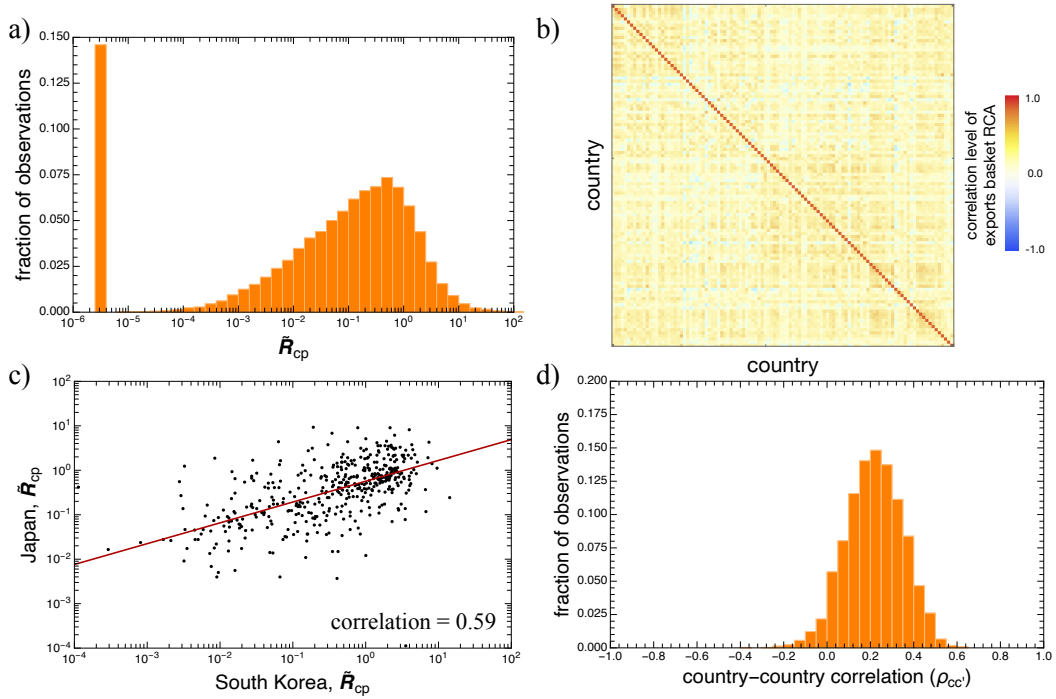 a)
0.150
0.125
0.100
0.075
0.050
0.025
0.000
fraction of observations
10⁻⁶ 10⁻⁵ 10⁻⁴ 10⁻³ 10⁻² 10⁻¹ 10⁰ 10¹ 10²
R̃cp
b)
country
country
1.0
0.0
-1.0
correlation level of
exports basket RCA
c)
10²
10¹
10⁰
10⁻¹
10⁻²
10⁻³
10⁻⁴
Japan, R̃cp
correlation = 0.59
10⁻⁴ 10⁻³ 10⁻² 10⁻¹ 10⁰ 10¹ 10²
South Korea, R̃cp
d)
0.200
0.175
0.150
0.125
0.100
0.075
0.050
0.025
0.000
fraction of observations
-1.0 -0.8 -0.6 -0.4 -0.2 0.0 0.2 0.4 0.6 0.8 1.0
country-country correlation (ρcc')